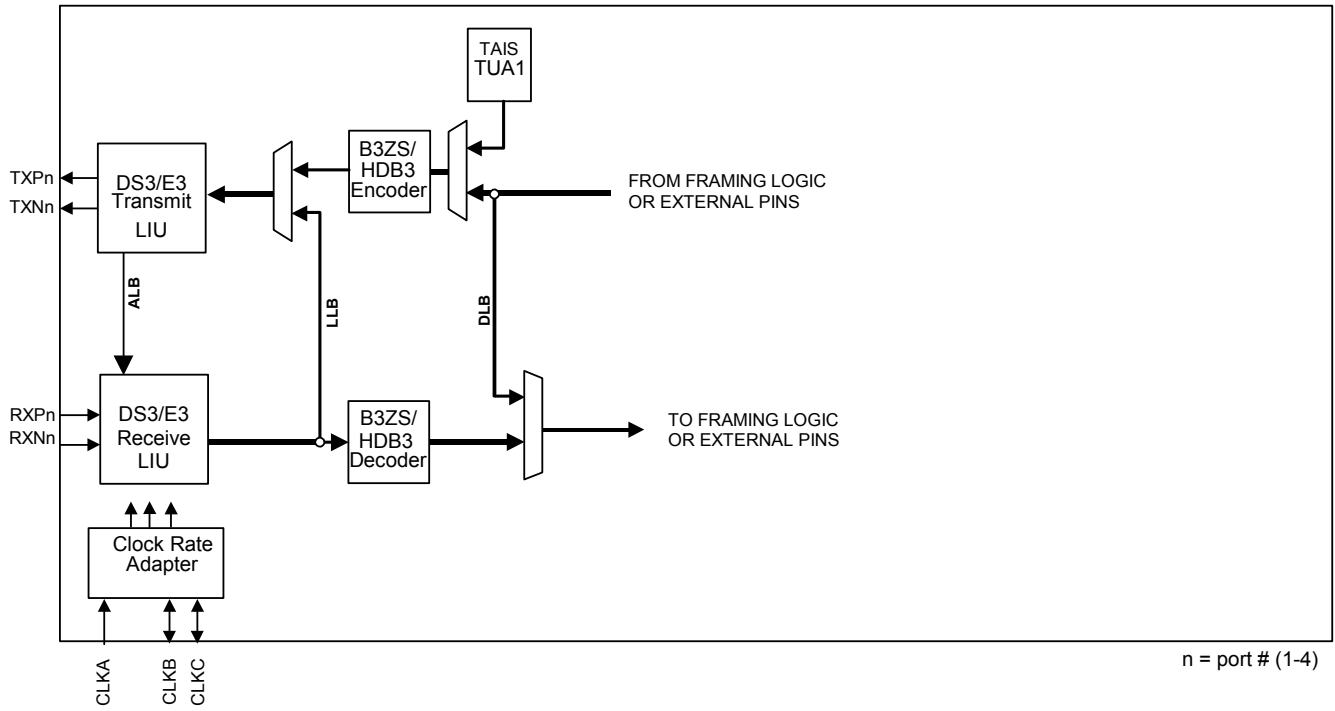 TAIS
TUA1
B3ZS/
HDB3
Encoder
TXPn
TXNn
DS3/E3
Transmit
LIU
FROM FRAMING LOGIC
OR EXTERNAL PINS
ALB
LLB
DLB
RXPn
RXNn
DS3/E3
Receive
LIU
B3ZS/
HDB3
Decoder
TO FRAMING LOGIC
OR EXTERNAL PINS
Clock Rate
Adapter
CLKA
CLKB
CLKC
n = port # (1-4)